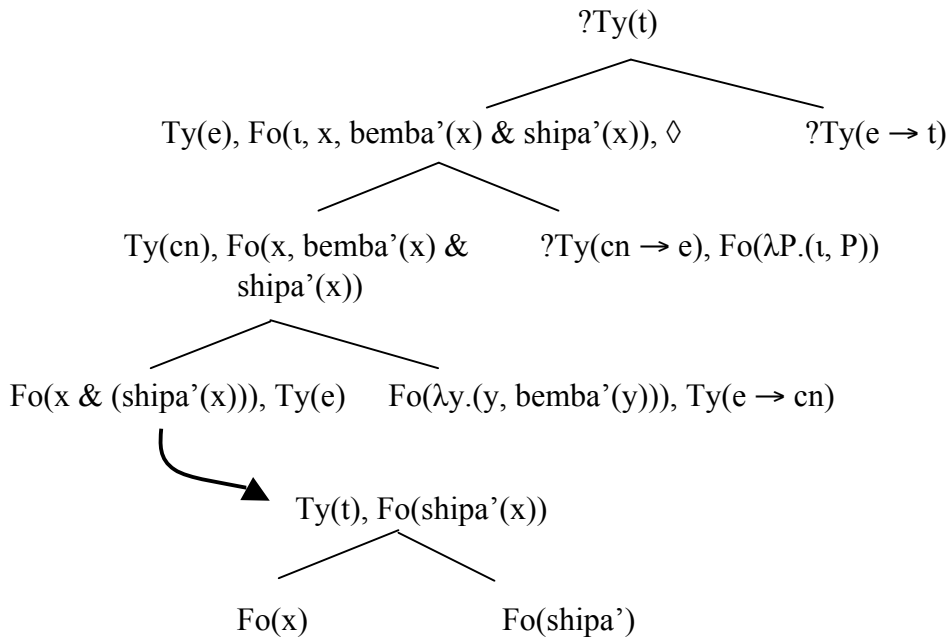 ?Ty(t)
Ty(e), Fo(ι, x, bemba’(x) & shipa’(x)), ◊ ?Ty(e → t)
Ty(cn), Fo(x, bemba’(x) & ?Ty(cn → e), Fo(λP.(ι, P))
shipa’(x))
Fo(x & (shipa’(x))), Ty(e) Fo(λy.(y, bemba’(y))), Ty(e → cn)
Ty(t), Fo(shipa’(x))
Fo(x) Fo(shipa’)